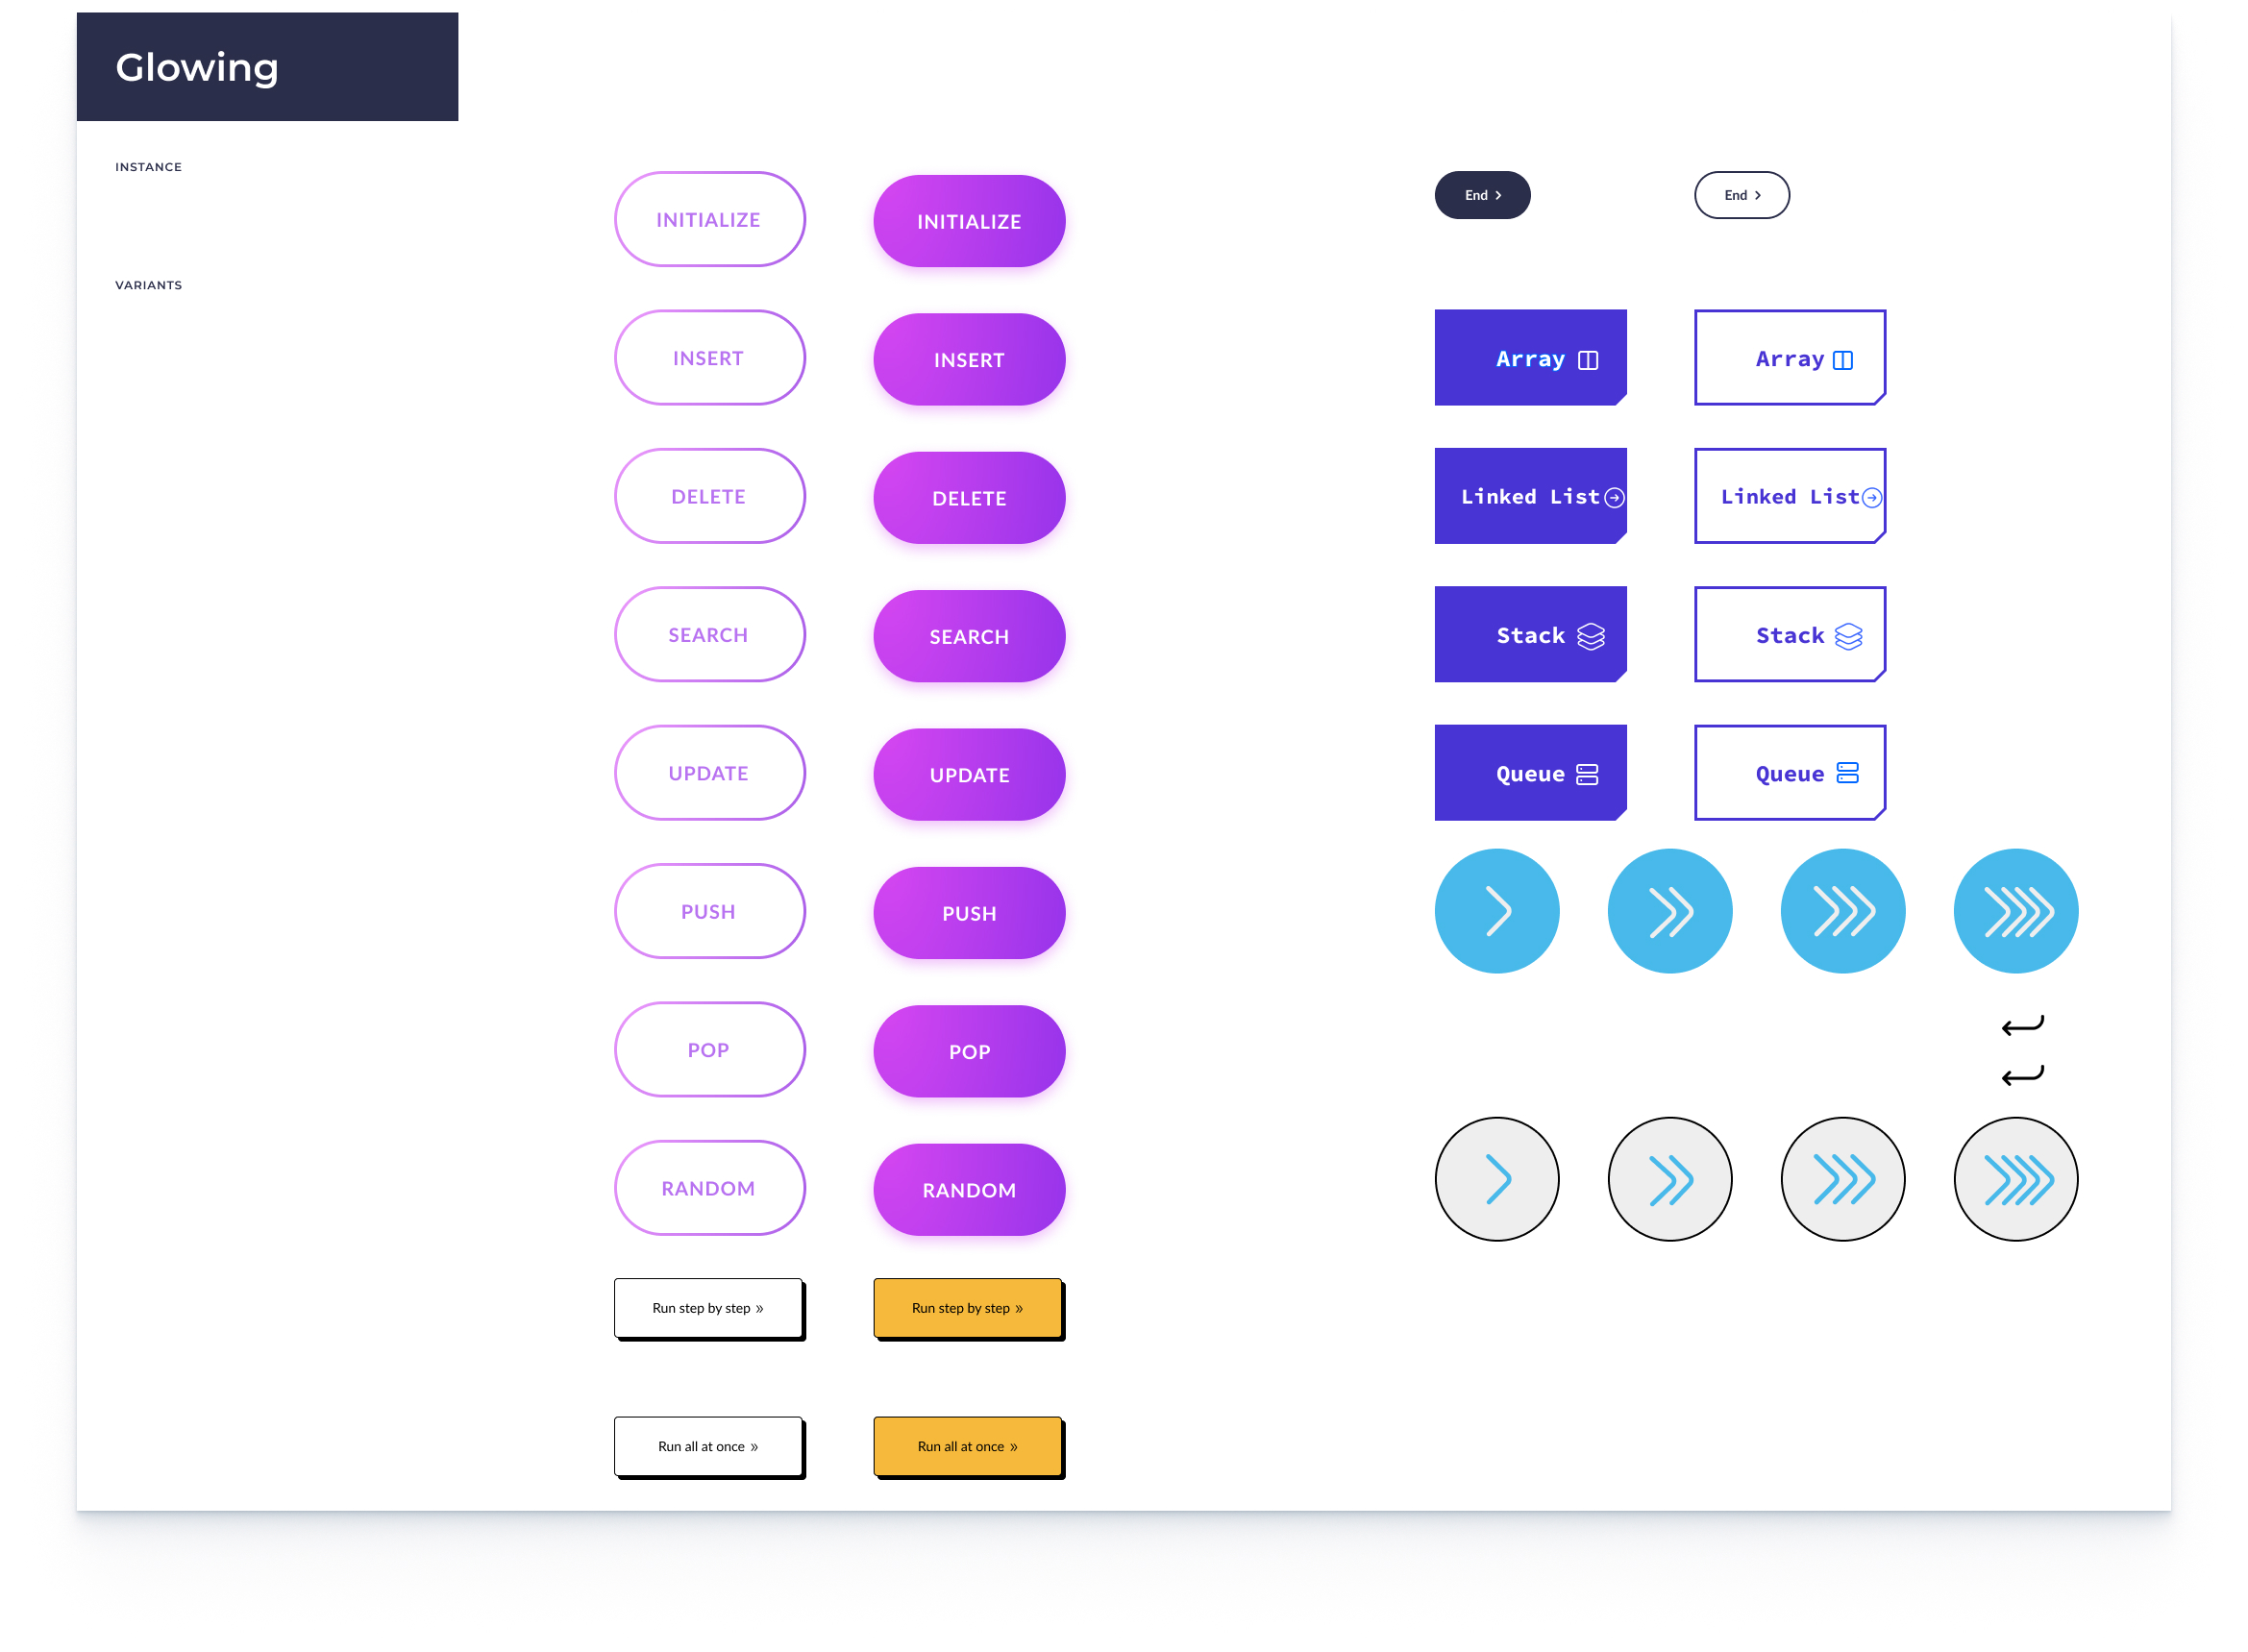 Glowing
INSTANCE
VARIANTS
INITIALIZE
INITIALIZE
INSERT
INSERT
DELETE
DELETE
SEARCH
SEARCH
UPDATE
UPDATE
PUSH
PUSH
POP
POP
RANDOM
RANDOM
Run step by step »
Run step by step »
Run all at once »
Run all at once »
End >
End >
Array
Array
Linked List
Linked List
Stack
Stack
Queue
Queue